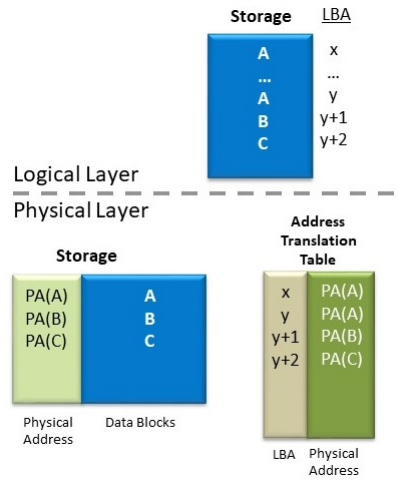 Storage LBA
A x
... ...
A y
B y+1
C y+2
Logical Layer
Physical Layer
Storage
PA(A) A
PA(B) B
PA(C) C
Physical
Address
Data Blocks
Address
Translation
Table
x PA(A)
y PA(A)
y+1 PA(B)
y+2 PA(C)
LBA Physical
Address